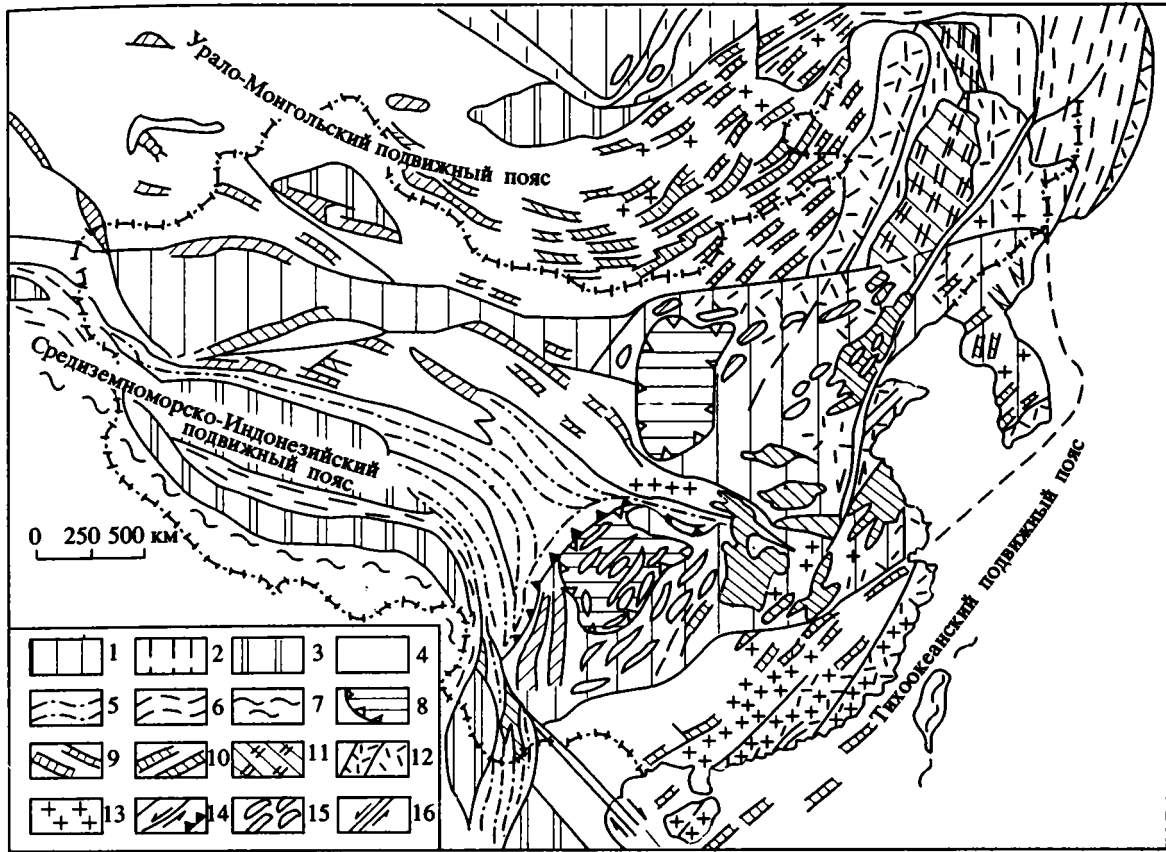 Урало-Монгольский подвижный пояс
Средиземноморско-Индонезийский
подвижный пояс
0 250 500 км
Тихоокеанский подвижный пояс
1 2 3 4
5 6 7 8
9 10 11 12
13 14 15 16